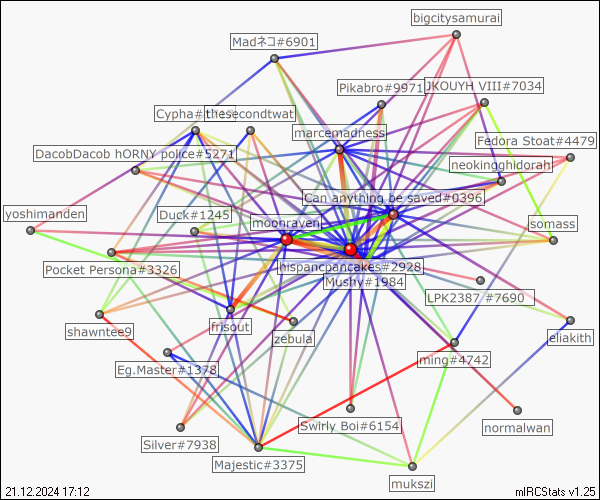 bigcitysamurai
Madネコ#6901
Pikabro#9971
JKOUYH VIII#7034
thesecondtwat
marcemadness
Fedora Stoat#4479
DacobDacob hORNY police#5271
neokingghidorah
Can anything be saved#0396
yoshimanden
Duck#1245
moonraven
somass
Pocket Persona#3326
hispancpancakes#2928
Mushy#1984
LPK2387 #7690
shawntee9
frisout
zebula
eliakith
ming#4742
Eg.Master#1378
Swirly Boi#6154
normalwan
Silver#7938
Majestic#3375
mukszi
21.12.2024 17:12
mIRCStats v1.25